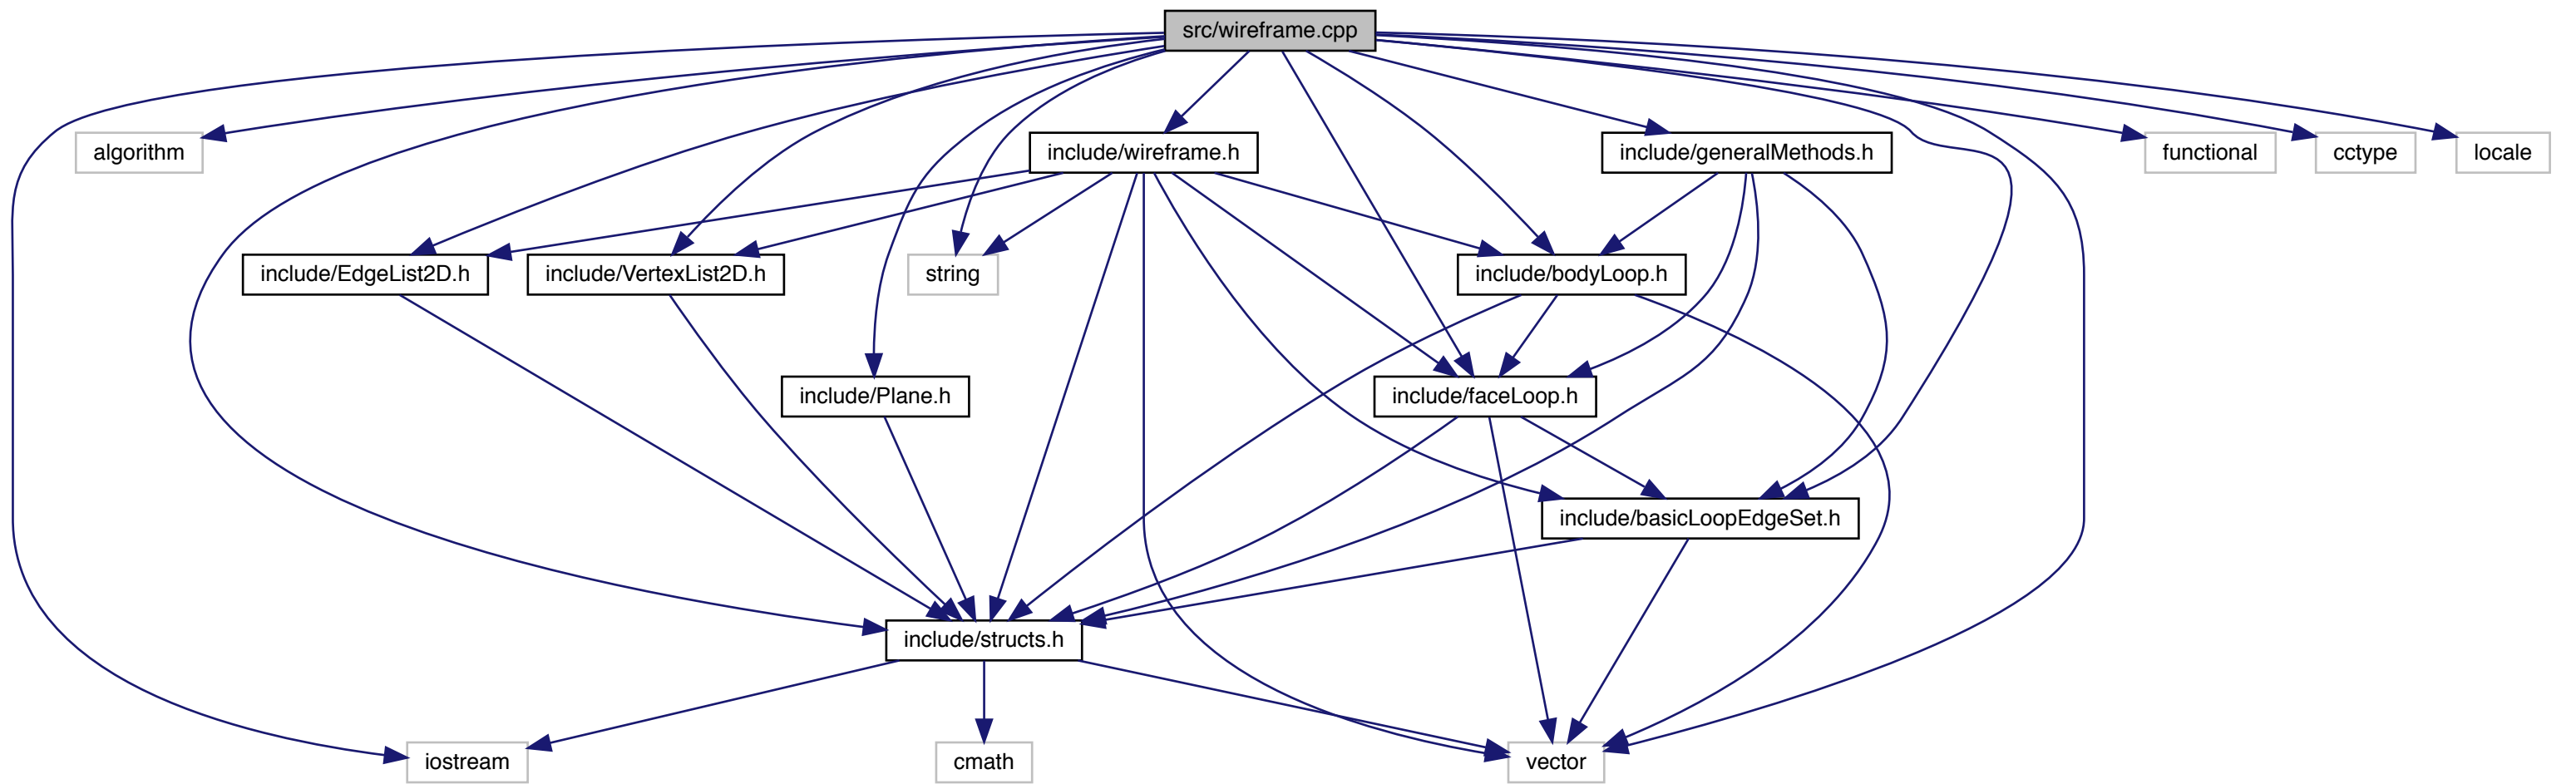 src/wireframe.cpp
algorithm
include/wireframe.h
include/generalMethods.h
functional
cctype
locale
include/EdgeList2D.h
include/VertexList2D.h
string
include/bodyLoop.h
include/Plane.h
include/faceLoop.h
include/basicLoopEdgeSet.h
include/structs.h
iostream
cmath
vector